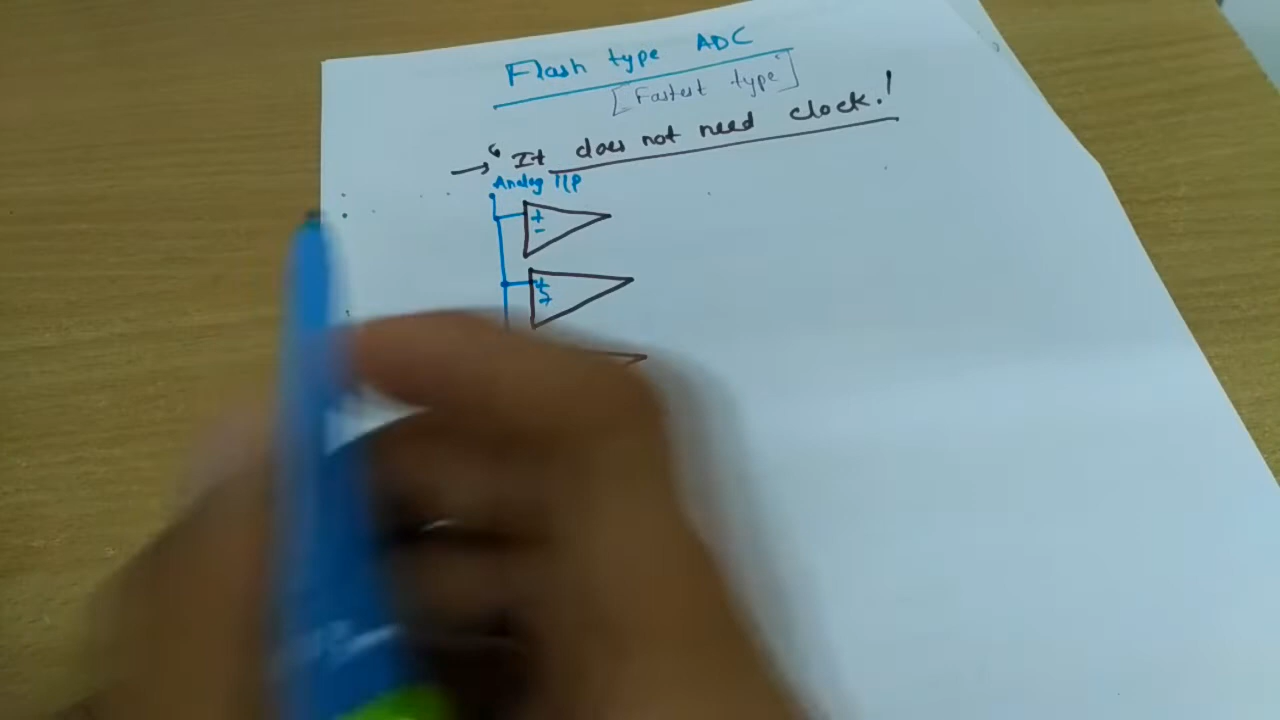 Flash type ADC
[Fastest type]
→ “ It does not need clock.!
Analog I/P
+
-
+